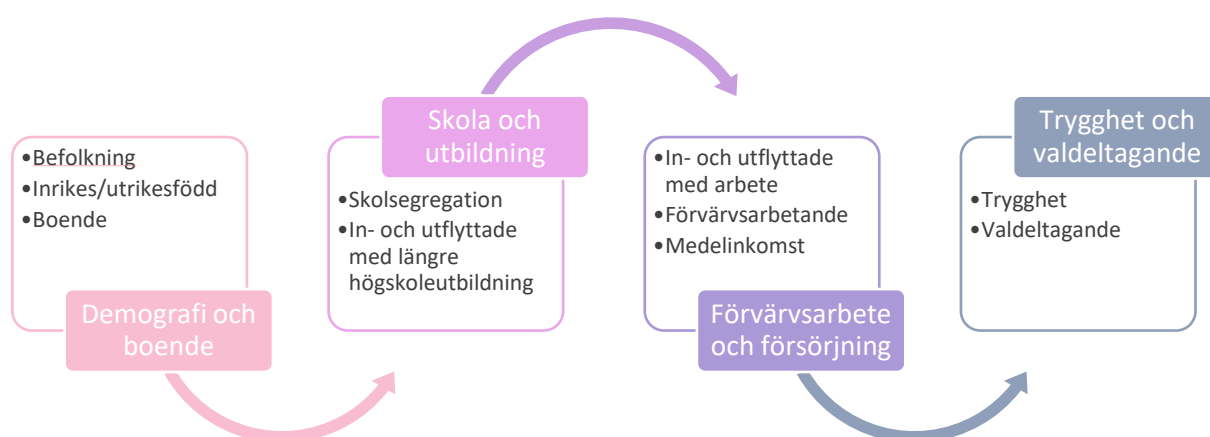 •Befolkning
•Inrikes/utrikesfödd
•Boende
Demografi och
boende
Skola och
utbildning
•Skolsegregation
•In- och utflyttade
med längre
högskoleutbildning
•In- och utflyttade
med arbete
•Förvärvsarbetande
•Medelinkomst
Förvärvsarbete
och försörjning
Trygghet och
valdeltagande
•Trygghet
•Valdeltagande